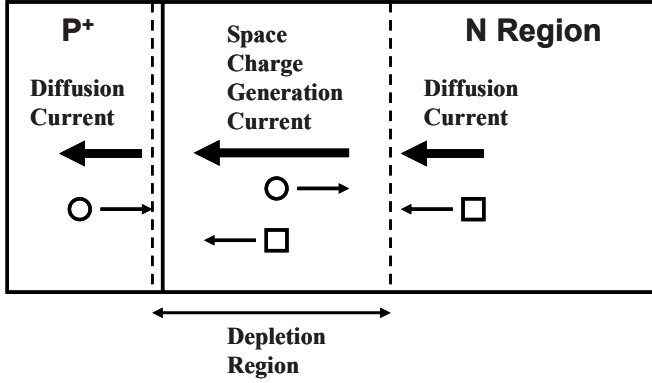 P+
Diffusion
Current
Space
Charge
Generation
Current
N Region
Diffusion
Current
Depletion
Region